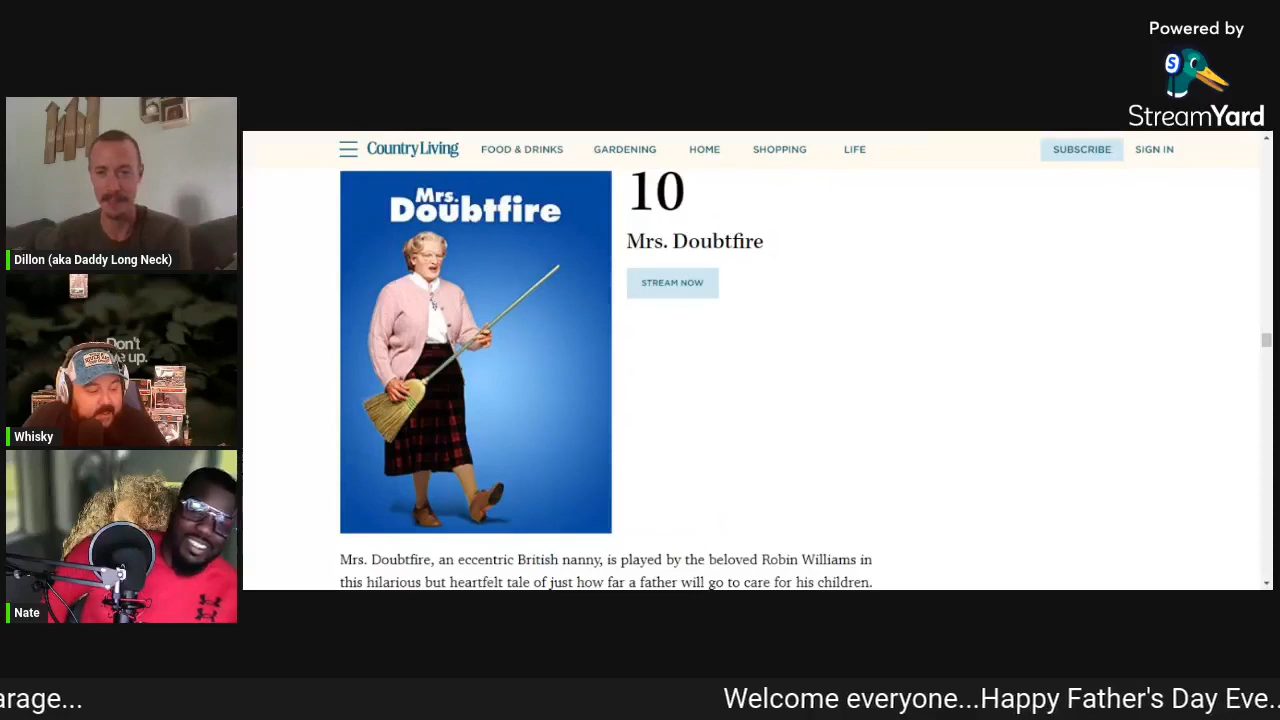 Powered by
S
StreamYard
Dillon (aka Daddy Long Neck)
Don't
up.
Whisky
Nate
CountryLiving
FOOD & DRINKS
GARDENING
HOME
SHOPPING
LIFE
SUBSCRIBE
SIGN IN
Mrs.
Doubtfire
10
Mrs. Doubtfire
STREAM NOW
Mrs. Doubtfire, an eccentric British nanny, is played by the beloved Robin Williams in
this hilarious but heartfelt tale of just how far a father will go to care for his children.
arage...
Welcome everyone...Happy Father's Day Eve..